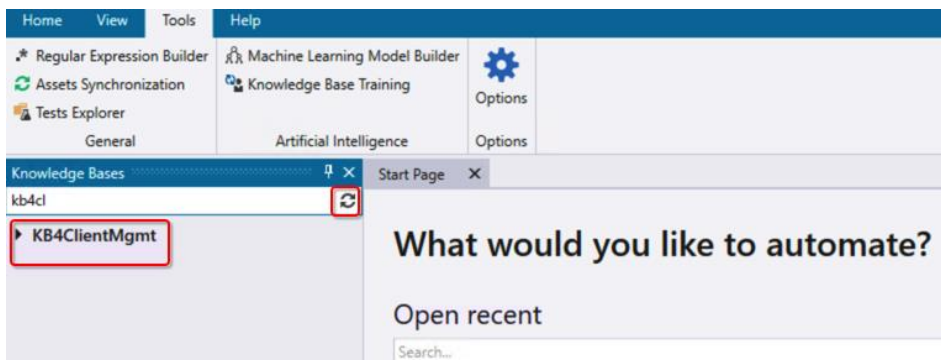 Home View Tools Help
Regular Expression Builder
Assets Synchronization
Tests Explorer
General
Machine Learning Model Builder
Knowledge Base Training
Artificial Intelligence
Options
Options
Knowledge Bases
kb4cl
KB4ClientMgmt
Start Page
What would you like to automate?
Open recent
Search...